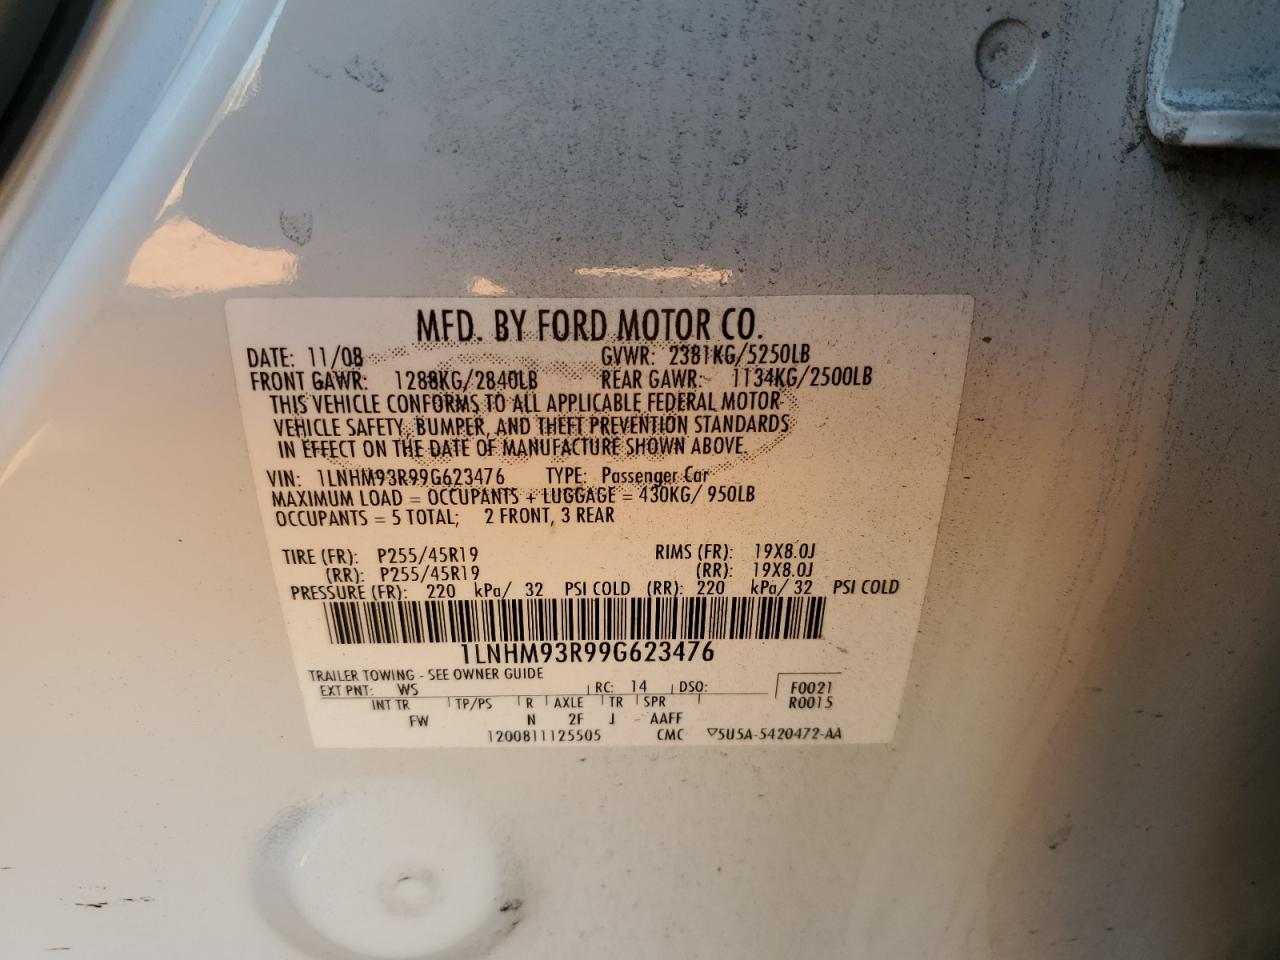 MFD. BY FORD MOTOR CO.
DATE: 11/08 GVWR: 2381KG/5250LB
FRONT GAWR: 1288KG/2840LB REAR GAWR: 1134KG/2500LB
THIS VEHICLE CONFORMS TO ALL APPLICABLE FEDERAL MOTOR
VEHICLE SAFETY, BUMPER, AND THEFT PREVENTION STANDARDS
IN EFFECT ON THE DATE OF MANUFACTURE SHOWN ABOVE.
VIN: 1LNHM93R99G623476 TYPE: Passenger Car
MAXIMUM LOAD = OCCUPANTS + LUGGAGE = 430KG/ 950LB
OCCUPANTS = 5 TOTAL; 2 FRONT, 3 REAR
TIRE (FR): P255/45R19 RIMS (FR): 19X8.0J
(RR): P255/45R19 (RR): 19X8.0J
PRESSURE (FR): 220 kPa/ 32 PSI COLD (RR): 220 kPa/ 32 PSI COLD
1LNHM93R99G623476
TRAILER TOWING - SEE OWNER GUIDE
EXT PNT: WS RC: 14 DSO: F0021
INT TR TP/PS R AXLE TR SPR R0015
FW N 2F J AAFF
1200811125505 CMC ▽5U5A-5420472-AA